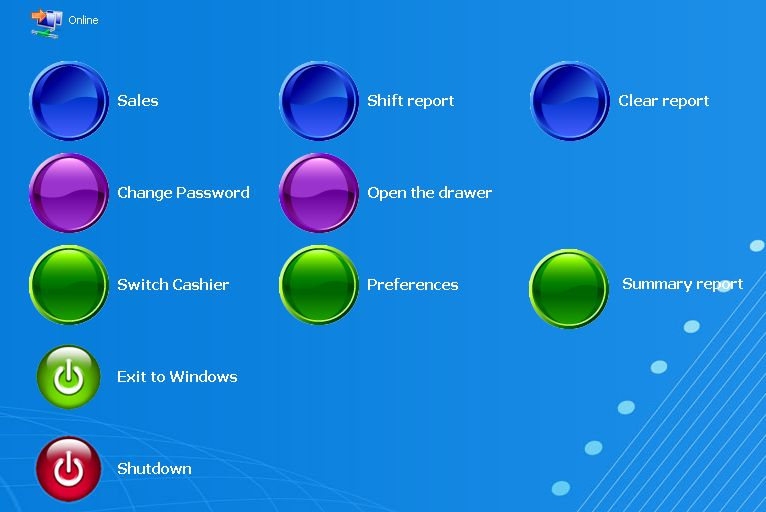 Online
Sales
Shift report
Clear report
Change Password
Open the drawer
Switch Cashier
Preferences
Summary report
Exit to Windows
Shutdown